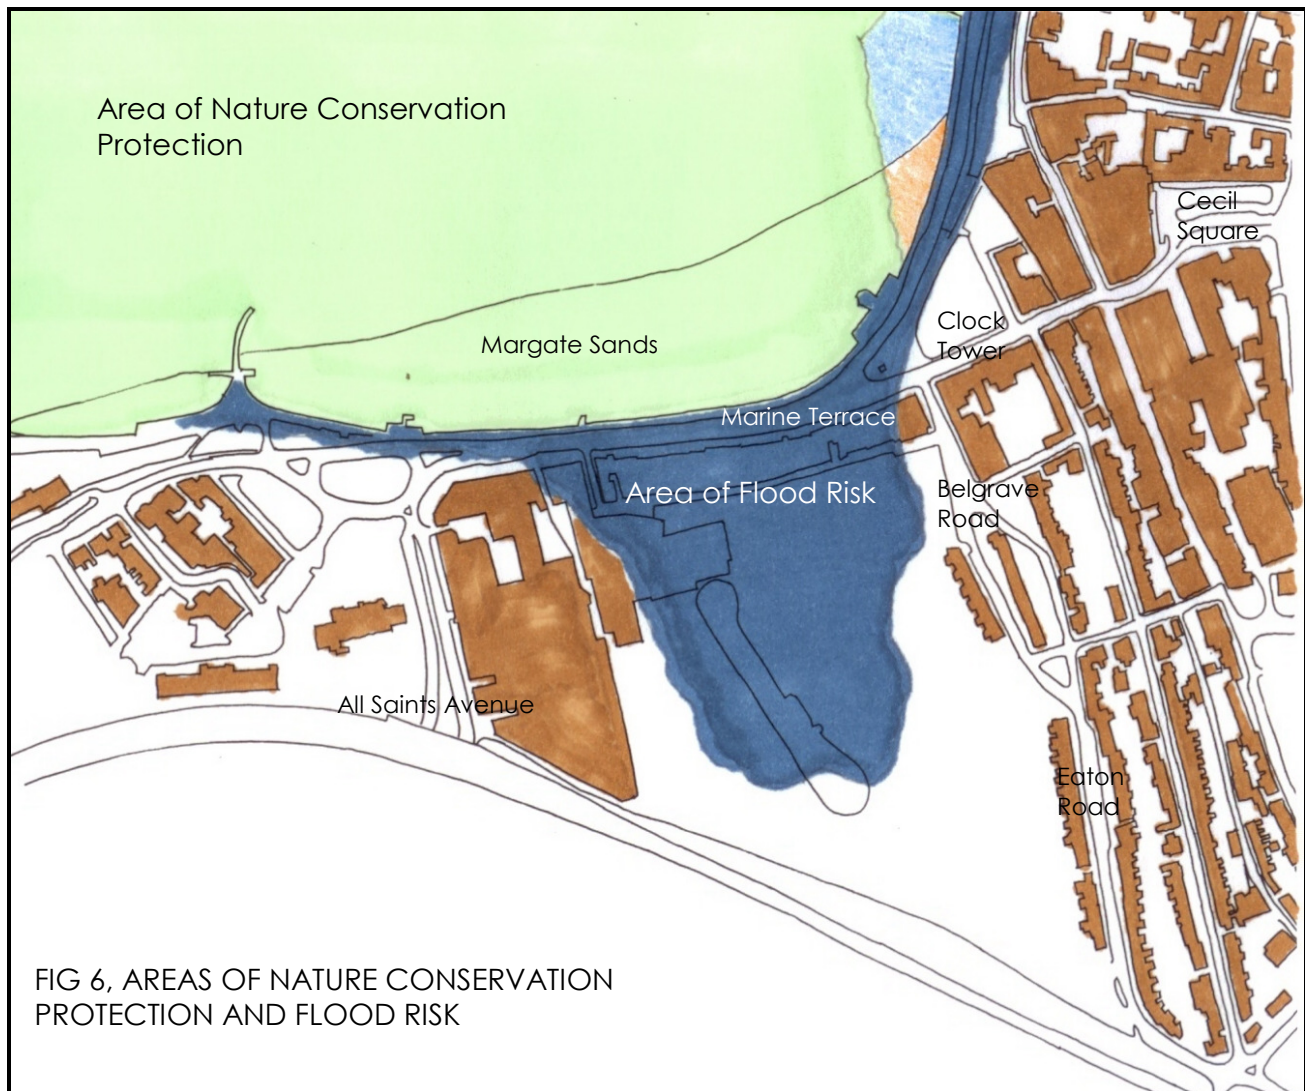 Area of Nature Conservation
Protection
Cecil
Square
Clock
Tower
Margate Sands
Marine Terrace
Area of Flood Risk
Belgrave
Road
All Saints Avenue
Eaton
Road
FIG 6, AREAS OF NATURE CONSERVATION
PROTECTION AND FLOOD RISK